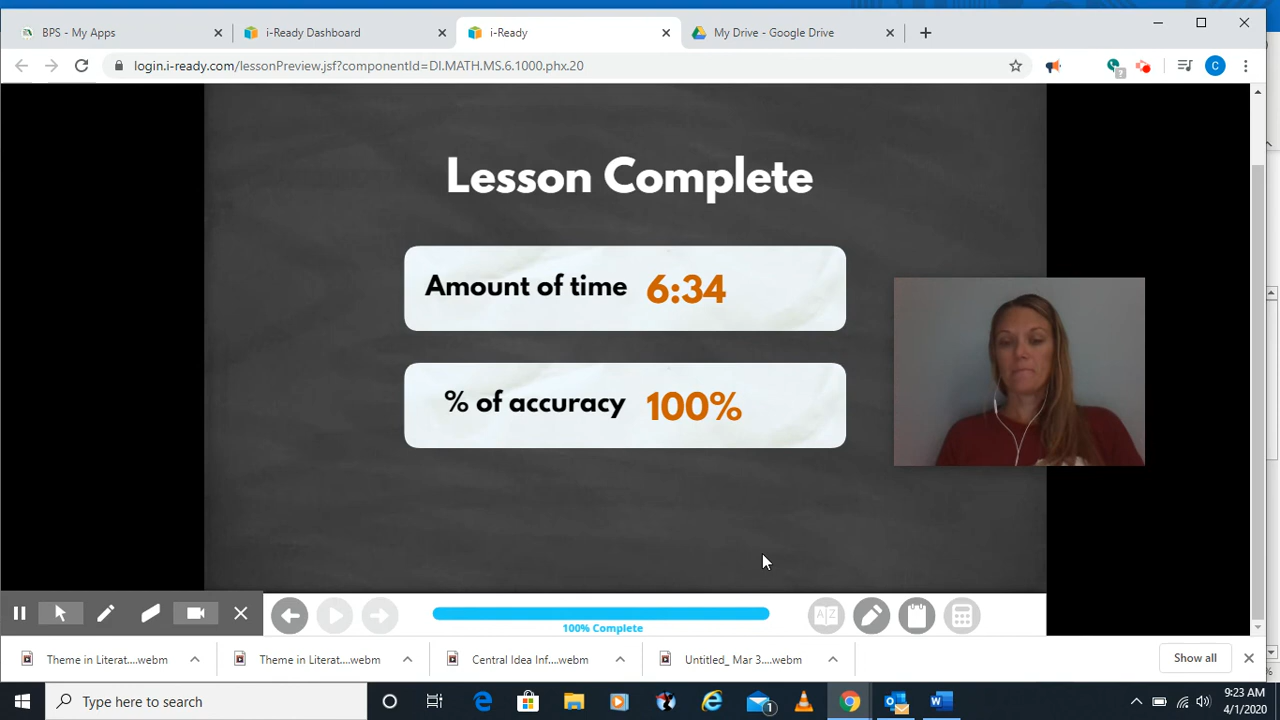 BPS - My Apps
i-Ready Dashboard
i-Ready
My Drive - Google Drive
login.i-ready.com/lessonPreview.jsf?componentId=DI.MATH.MS.6.1000.phx.20
C
Lesson Complete
Amount of time 6:34
% of accuracy 100%
100% Complete
A Z
Theme in Literat....webm
Theme in Literat....webm
Central Idea Inf....webm
Untitled_ Mar 3....webm
Show all
Type here to search
1
9:23 AM
4/1/2020